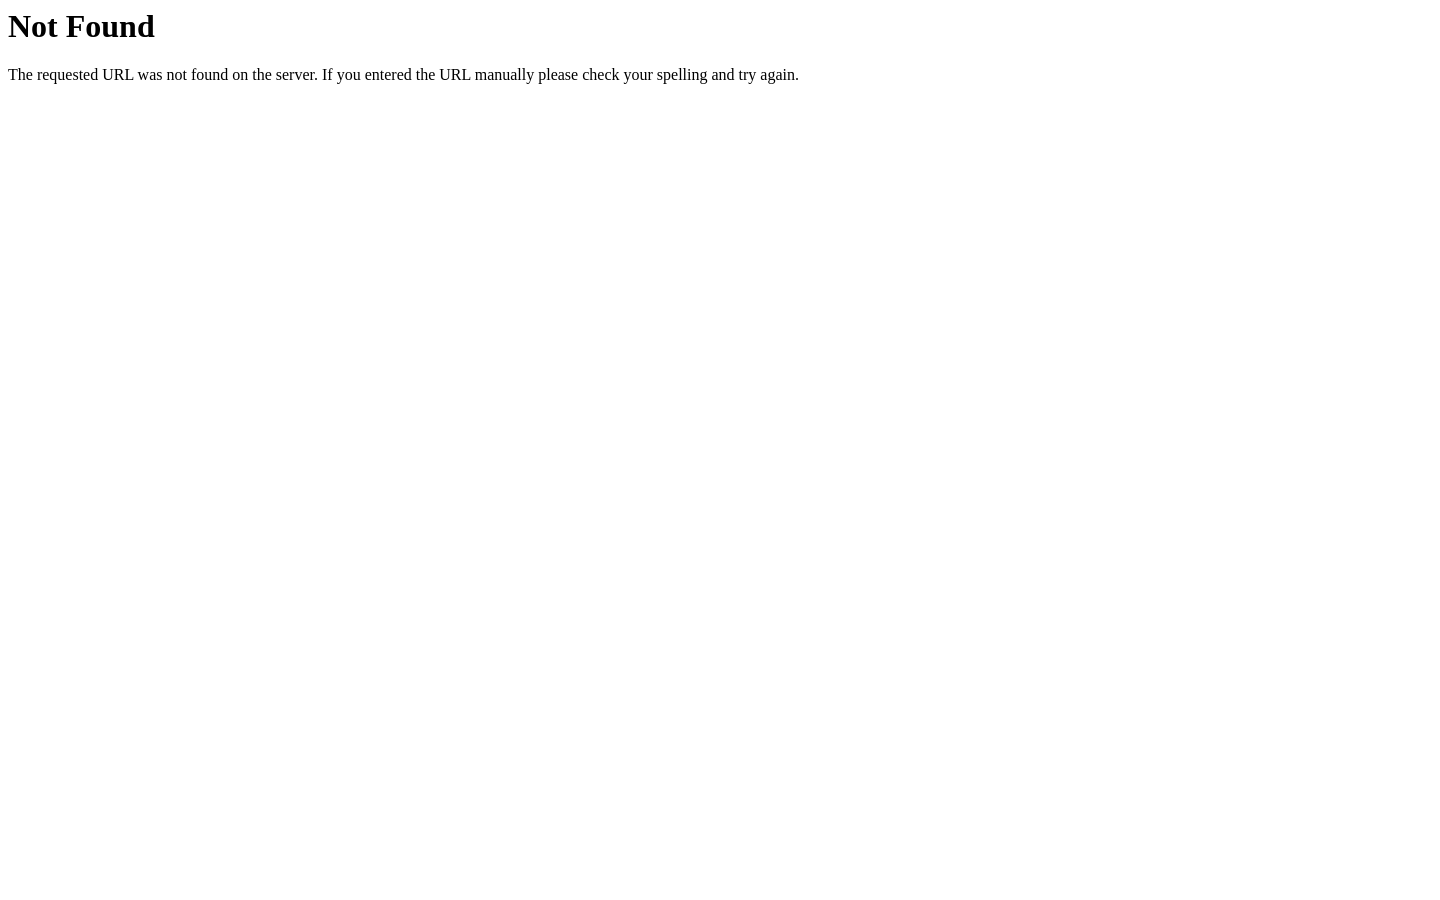 Not Found
The requested URL was not found on the server. If you entered the URL manually please check your spelling and try again.